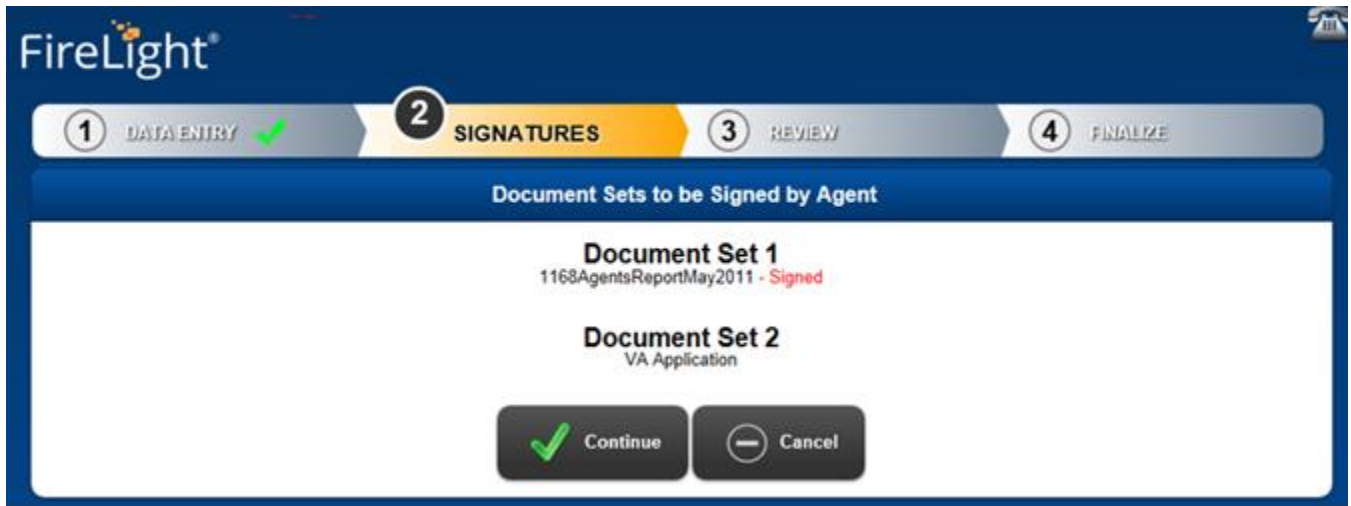 FireLight®
1 DATA ENTRY 2 SIGNATURES 3 REVIEW 4 FINALIZE
Document Sets to be Signed by Agent
Document Set 1
1168AgentsReportMay2011 - Signed
Document Set 2
VA Application
Continue Cancel